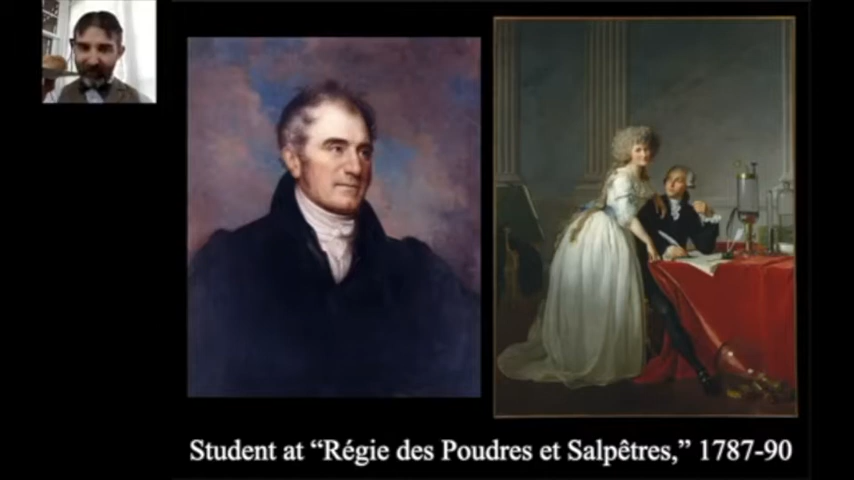 Student at “Régie des Poudres et Salpêtres,” 1787-90